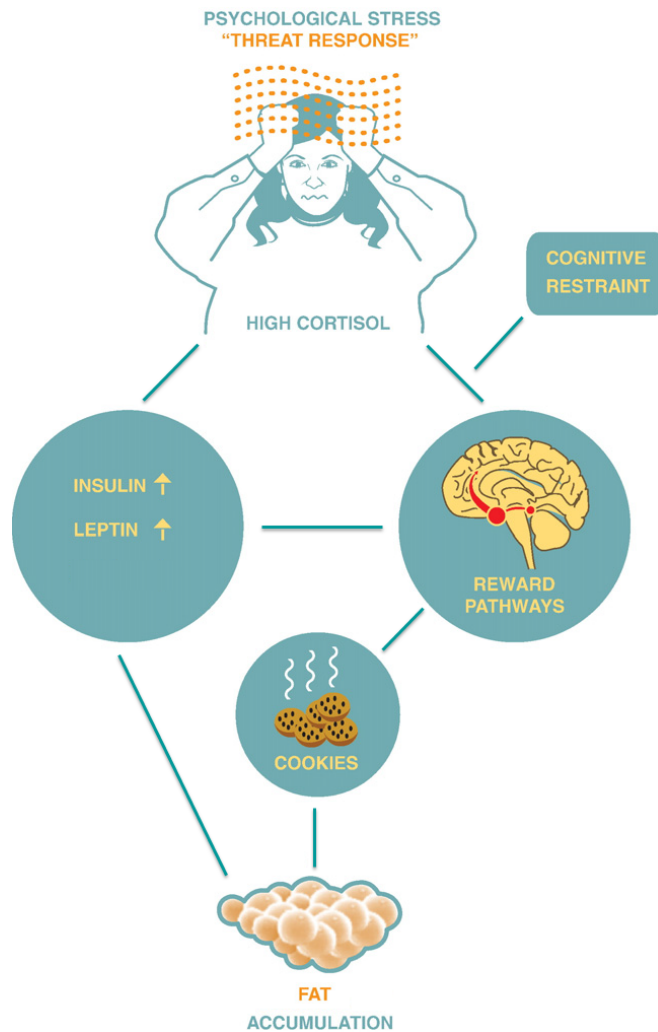 PSYCHOLOGICAL STRESS
“THREAT RESPONSE”
COGNITIVE
RESTRAINT
HIGH CORTISOL
INSULIN
LEPTIN
REWARD
PATHWAYS
COOKIES
FAT
ACCUMULATION